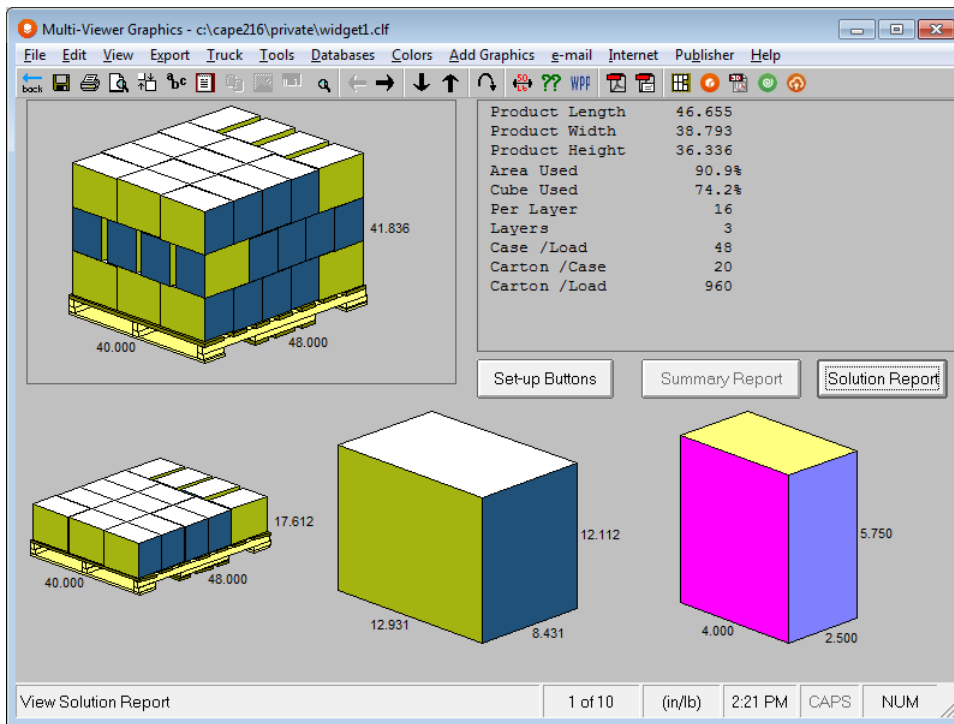 Multi-Viewer Graphics - c:\cape216\private\widget1.clf
File Edit View Export Truck Tools Databases Colors Add Graphics e-mail Internet Publisher Help
back abc 50 LC ?? WPF
Product Length 46.655
Product Width 38.793
Product Height 36.336
Area Used 90.9%
Cube Used 74.2%
Per Layer 16
Layers 3
Case /Load 48
Carton /Case 20
Carton /Load 960
41.836
40.000 48.000
Set-up Buttons Summary Report Solution Report
17.612
40.000 48.000
12.112
12.931 8.431
5.750
4.000 2.500
View Solution Report 1 of 10 (in/lb) 2:21 PM CAPS NUM